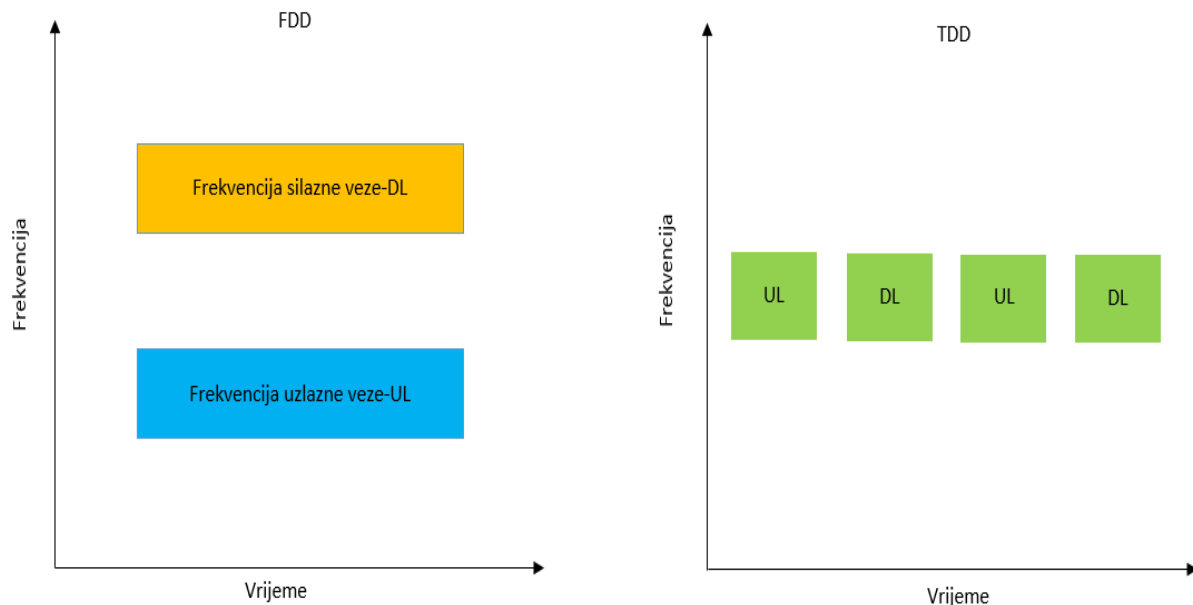 FDD
Frekvencija silazne veze-DL
Frekvencija uzlazne veze-UL
Frekvencija
Vrijeme
TDD
UL
DL
UL
DL
Frekvencija
Vrijeme